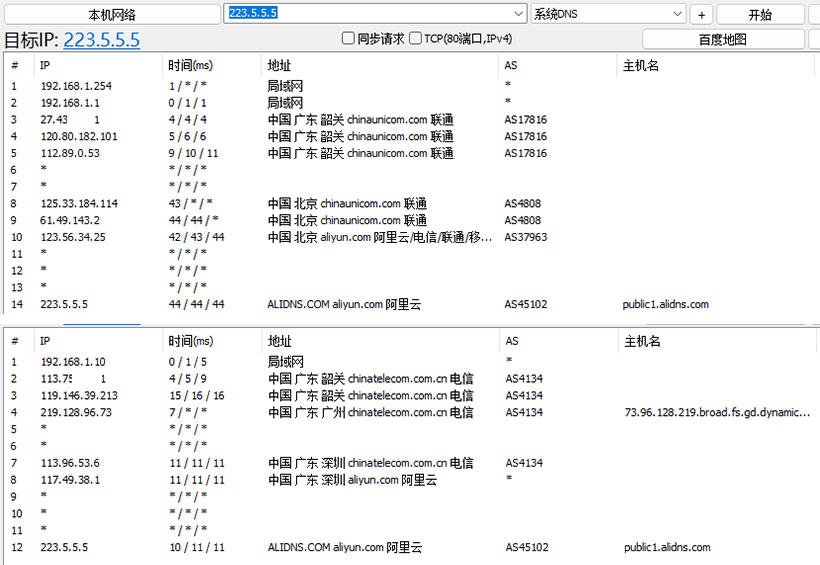 本机网络 223.5.5.5 系统DNS + 开始
目标IP: 223.5.5.5 同步请求 TCP(80端口,IPv4) 百度地图
# IP 时间(ms) 地址 AS 主机名
1 192.168.1.254 1 / * / * 局域网 *
2 192.168.1.1 0 / 1 / 1 局域网 *
3 27.43 1 4 / 4 / 4 中国 广东 韶关 chinaunicom.com 联通 AS17816
4 120.80.182.101 5 / 6 / 6 中国 广东 韶关 chinaunicom.com 联通 AS17816
5 112.89.0.53 9 / 10 / 11 中国 广东 韶关 chinaunicom.com 联通 AS17816
6 * * / * / *
7 * * / * / *
8 125.33.184.114 43 / * / * 中国 北京 chinaunicom.com 联通 AS4808
9 61.49.143.2 44 / 44 / * 中国 北京 chinaunicom.com 联通 AS4808
10 123.56.34.25 42 / 43 / 44 中国 北京 aliyun.com 阿里云/电信/联通/移... AS37963
11 * * / * / *
12 * * / * / *
13 * * / * / *
14 223.5.5.5 44 / 44 / 44 ALIDNS.COM aliyun.com 阿里云 AS45102 public1.alidns.com
# IP 时间(ms) 地址 AS 主机名
1 192.168.1.10 0 / 1 / 5 局域网 *
2 113.75 1 4 / 5 / 9 中国 广东 韶关 chinatelecom.com.cn 电信 AS4134
3 119.146.39.213 15 / 16 / 16 中国 广东 韶关 chinatelecom.com.cn 电信 AS4134
4 219.128.96.73 7 / * / * 中国 广东 广州 chinatelecom.com.cn 电信 AS4134 73.96.128.219.broad.fs.gd.dynamic...
5 * * / * / *
6 * * / * / *
7 113.96.53.6 11 / 11 / 11 中国 广东 深圳 chinatelecom.com.cn 电信 AS4134
8 117.49.38.1 11 / 11 / 11 中国 广东 深圳 aliyun.com 阿里云 *
9 * * / * / *
10 * * / * / *
11 * * / * / *
12 223.5.5.5 10 / 11 / 11 ALIDNS.COM aliyun.com 阿里云 AS45102 public1.alidns.com